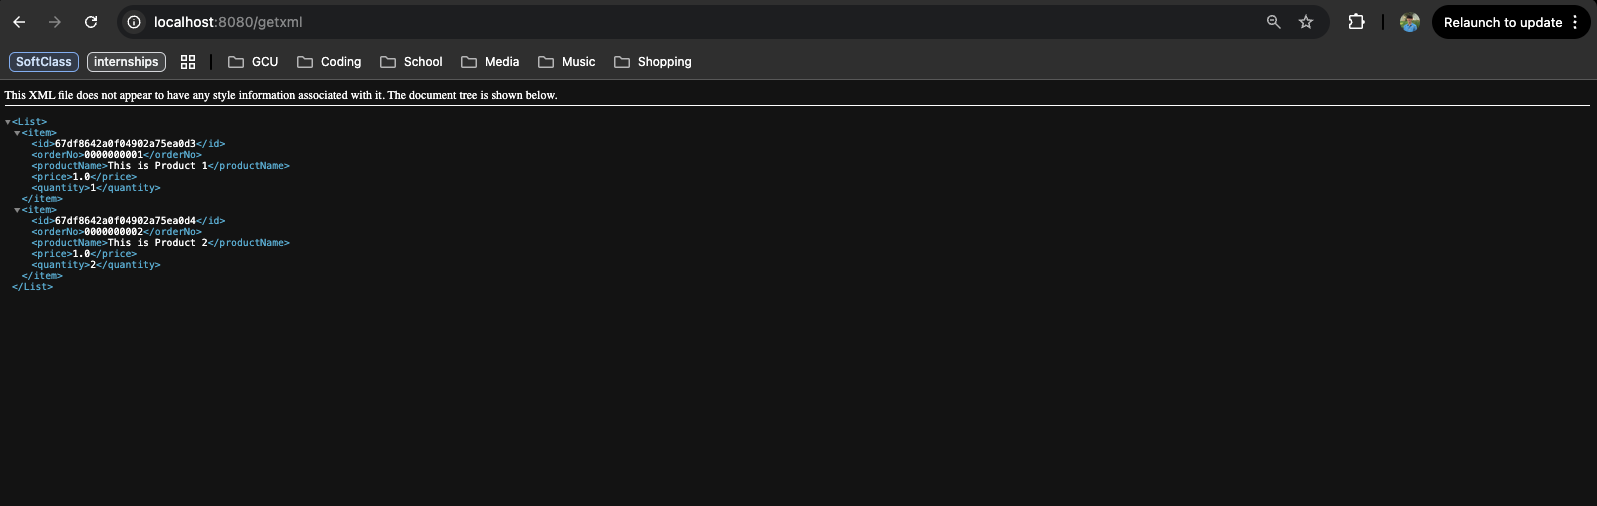 localhost:8080/getxml
Relaunch to update
SoftClass internships GCU Coding School Media Music Shopping
This XML file does not appear to have any style information associated with it. The document tree is shown below.
<List>
<item>
<id>67df8642a0f04902a75ea0d3</id>
<orderNo>0000000001</orderNo>
<productName>This is Product 1</productName>
<price>1.0</price>
<quantity>1</quantity>
</item>
<item>
<id>67df8642a0f04902a75ea0d4</id>
<orderNo>0000000002</orderNo>
<productName>This is Product 2</productName>
<price>1.0</price>
<quantity>2</quantity>
</item>
</List>